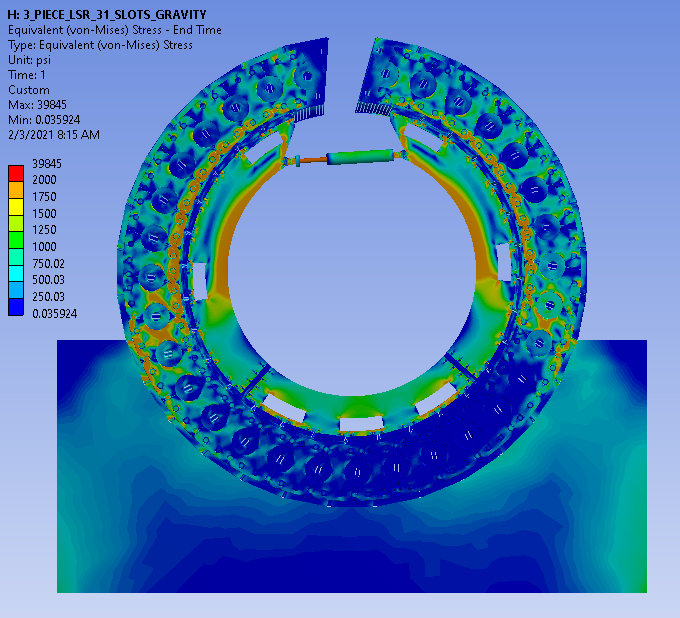 H: 3_PIECE_LSR_31_SLOTS_GRAVITY
Equivalent (von-Mises) Stress - End Time
Type: Equivalent (von-Mises) Stress
Unit: psi
Time: 1
Custom
Max: 39845
Min: 0.035924
2/3/2021 8:15 AM
39845
2000
1750
1500
1250
1000
750.02
500.03
250.03
0.035924